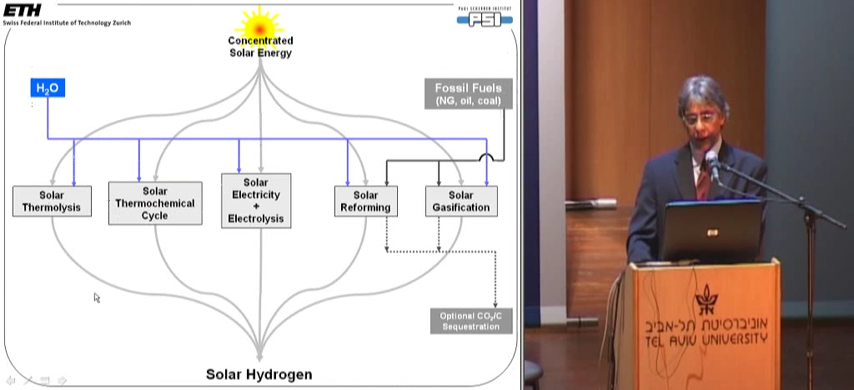 ETH
Swiss Federal Institute of Technology Zurich
PAUL SCHERRER INSTITUT
PSI
Concentrated
Solar Energy
H₂O
Fossil Fuels
(NG, oil, coal)
Solar
Thermolysis
Solar
Thermochemical
Cycle
Solar
Electricity
+
Electrolysis
Solar
Reforming
Solar
Gasification
Optional CO₂/C
Sequestration
Solar Hydrogen
hp
אוניברסיטת תל-אביב
TEL AVIV UNIVERSITY